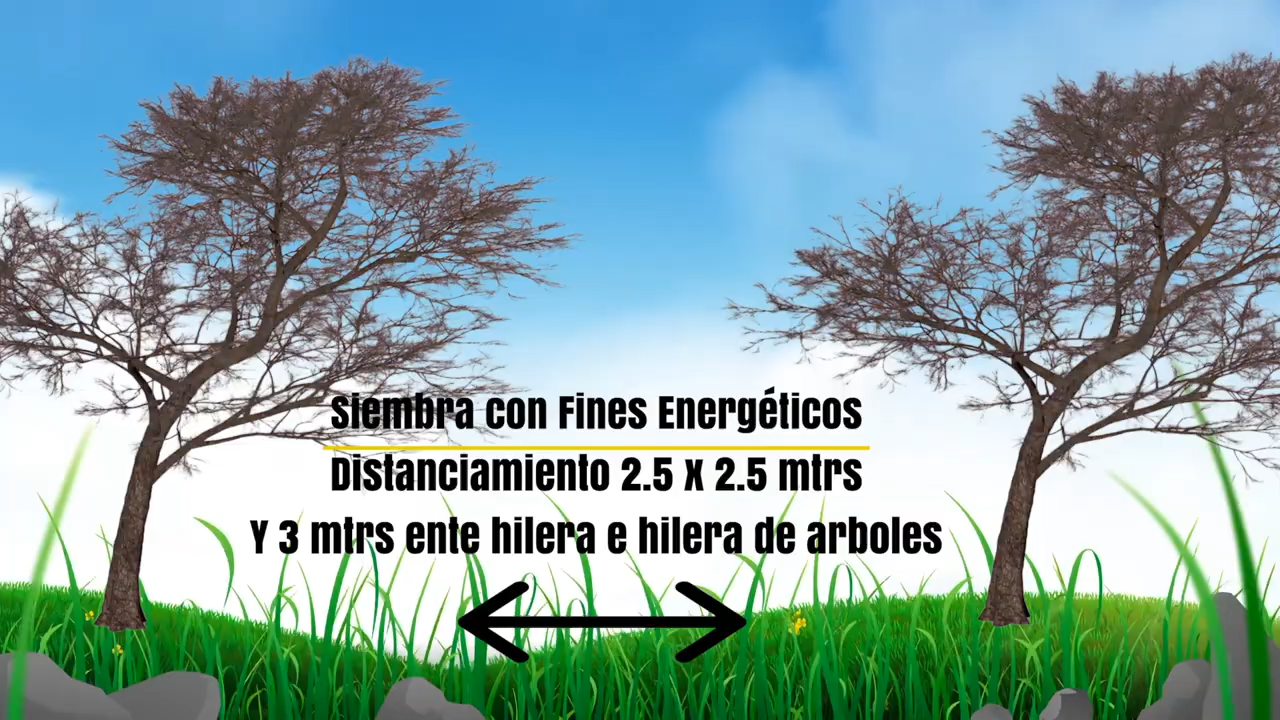 Siembra con Fines Energéticos
Distanciamiento 2.5 X 2.5 mtrs
Y 3 mtrs ente hilera e hilera de arboles